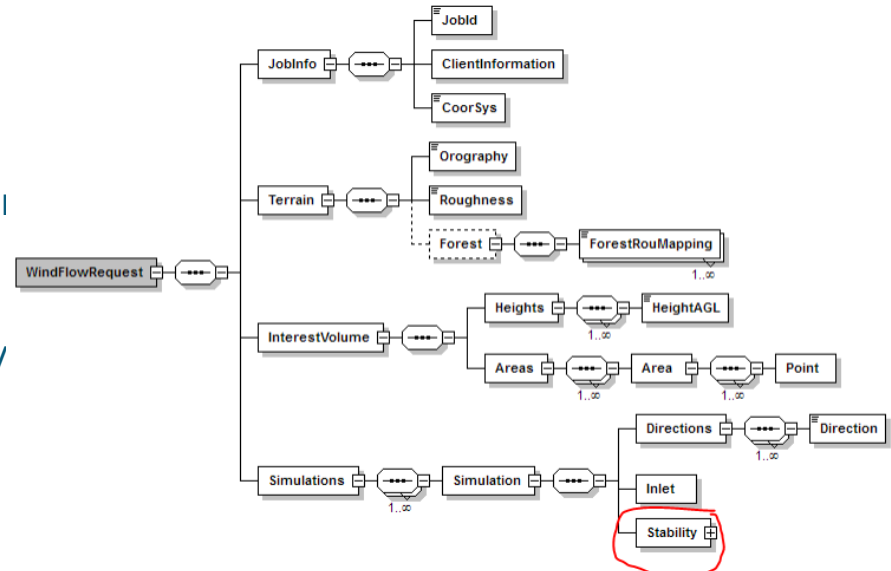 JobId
JobInfo
ClientInformation
CoorSys
Orography
Terrain
Roughness
Forest
ForestRouMapping
1..∞
WindFlowRequest
Heights
HeightAGL
InterestVolume
1..∞
Areas
Area
Point
1..∞
1..∞
Directions
Direction
1..∞
Simulations
Simulation
Inlet
1..∞
Stability